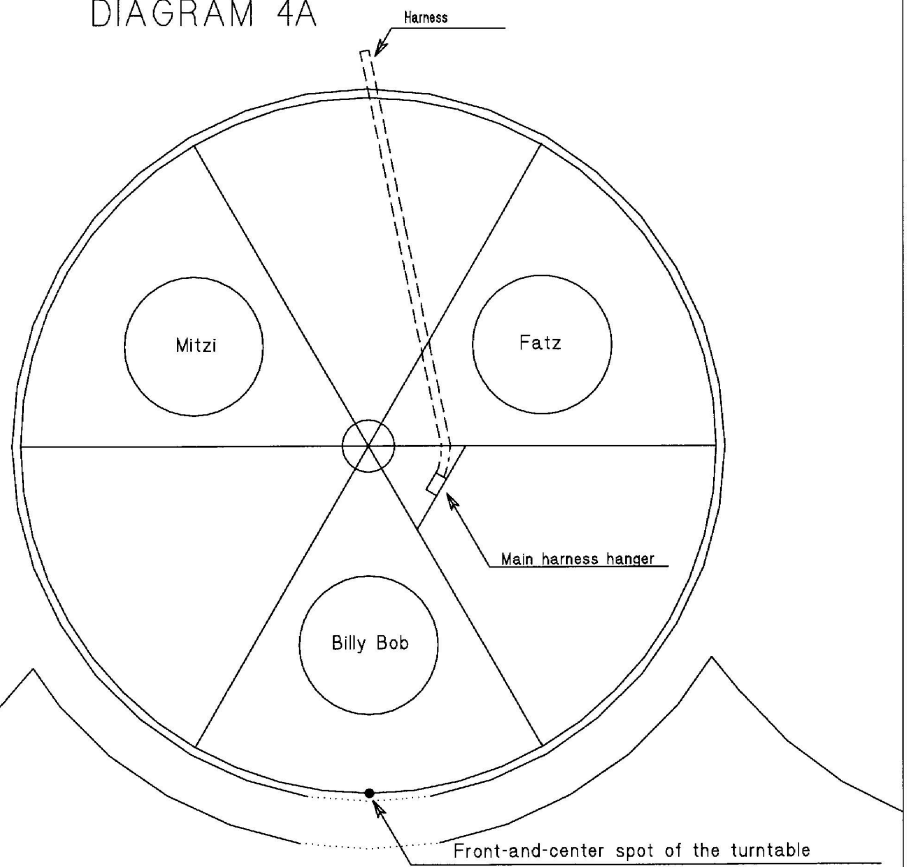 DIAGRAM 4A
Harness
Mitzi
Fatz
Main harness hanger
Billy Bob
Front-and-center spot of the turntable